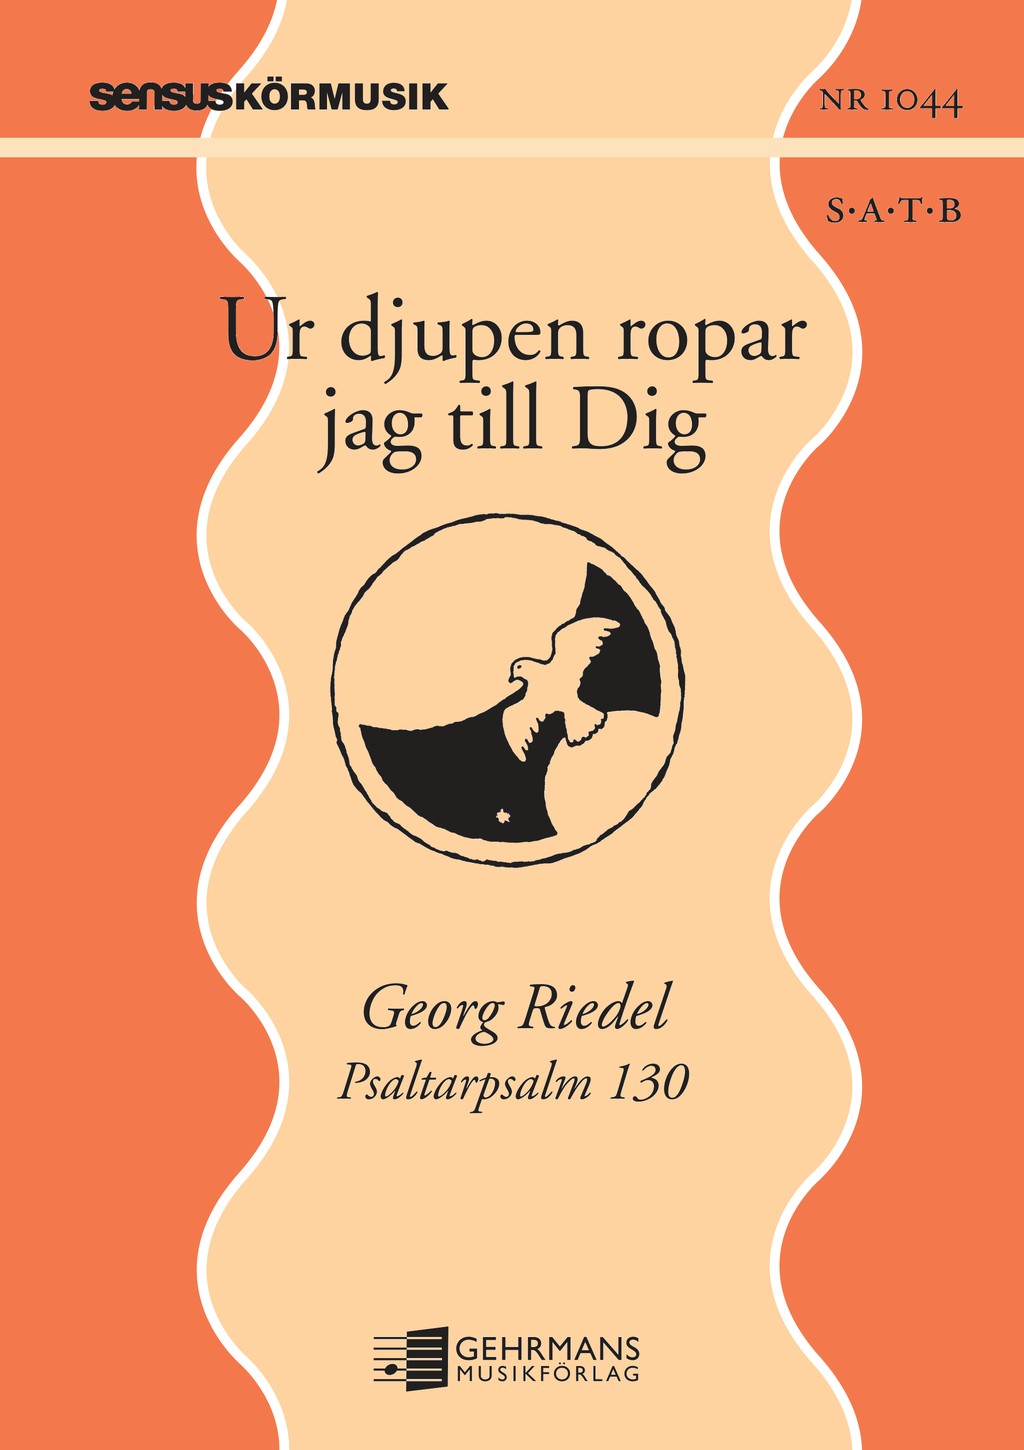 sensusKÖRMUSIK
NR 1044
S·A·T·B
Ur djupen ropar
jag till Dig
Georg Riedel
Psaltarpsalm 130
GEHRMANS
MUSIKFÖRLAG